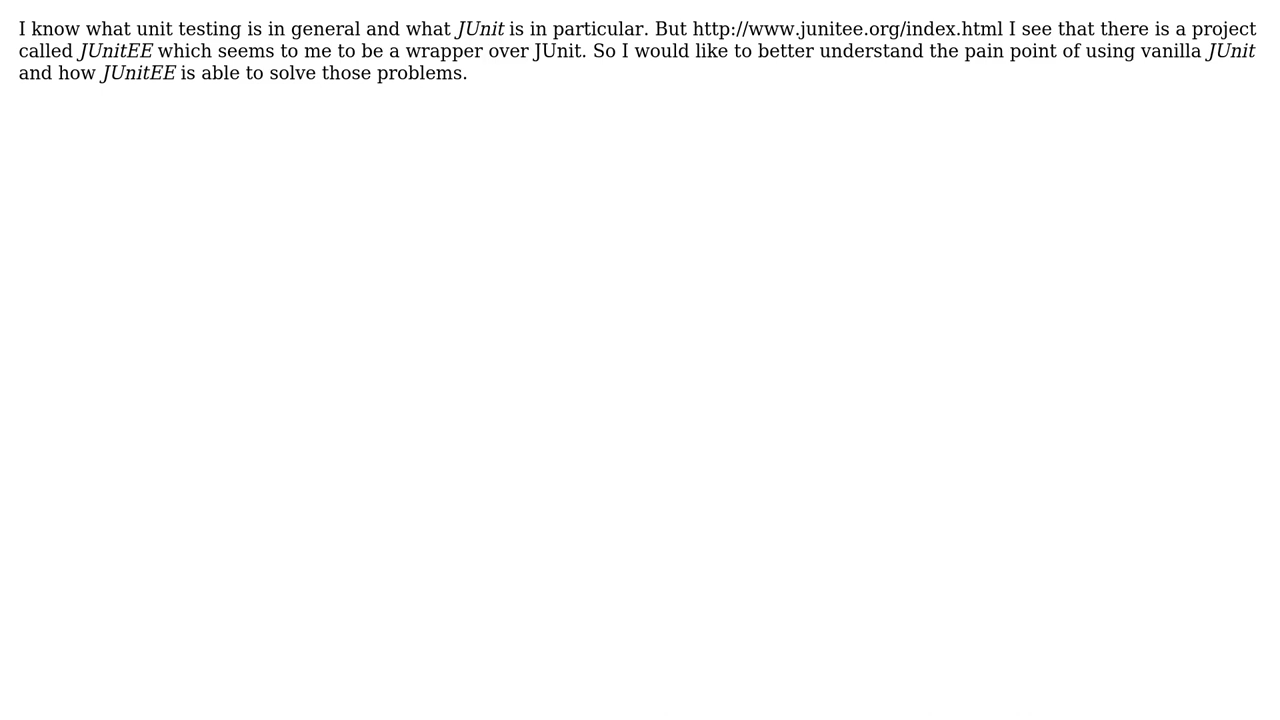 I know what unit testing is in general and what JUnit is in particular. But http://www.junitee.org/index.html I see that there is a project
called JUnitEE which seems to me to be a wrapper over JUnit. So I would like to better understand the pain point of using vanilla JUnit
and how JUnitEE is able to solve those problems.